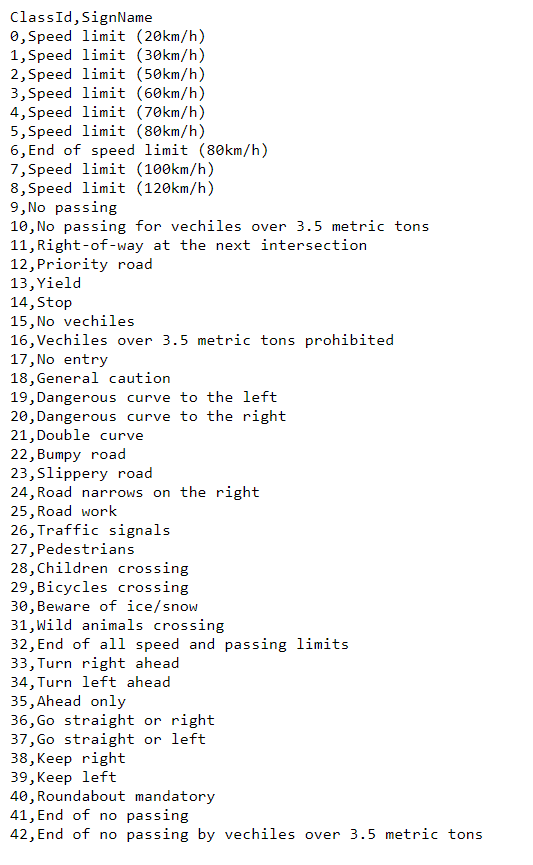 ClassId,SignName
0,Speed limit (20km/h)
1,Speed limit (30km/h)
2,Speed limit (50km/h)
3,Speed limit (60km/h)
4,Speed limit (70km/h)
5,Speed limit (80km/h)
6,End of speed limit (80km/h)
7,Speed limit (100km/h)
8,Speed limit (120km/h)
9,No passing
10,No passing for vechiles over 3.5 metric tons
11,Right-of-way at the next intersection
12,Priority road
13,Yield
14,Stop
15,No vechiles
16,Vechiles over 3.5 metric tons prohibited
17,No entry
18,General caution
19,Dangerous curve to the left
20,Dangerous curve to the right
21,Double curve
22,Bumpy road
23,Slippery road
24,Road narrows on the right
25,Road work
26,Traffic signals
27,Pedestrians
28,Children crossing
29,Bicycles crossing
30,Beware of ice/snow
31,Wild animals crossing
32,End of all speed and passing limits
33,Turn right ahead
34,Turn left ahead
35,Ahead only
36,Go straight or right
37,Go straight or left
38,Keep right
39,Keep left
40,Roundabout mandatory
41,End of no passing
42,End of no passing by vechiles over 3.5 metric tons